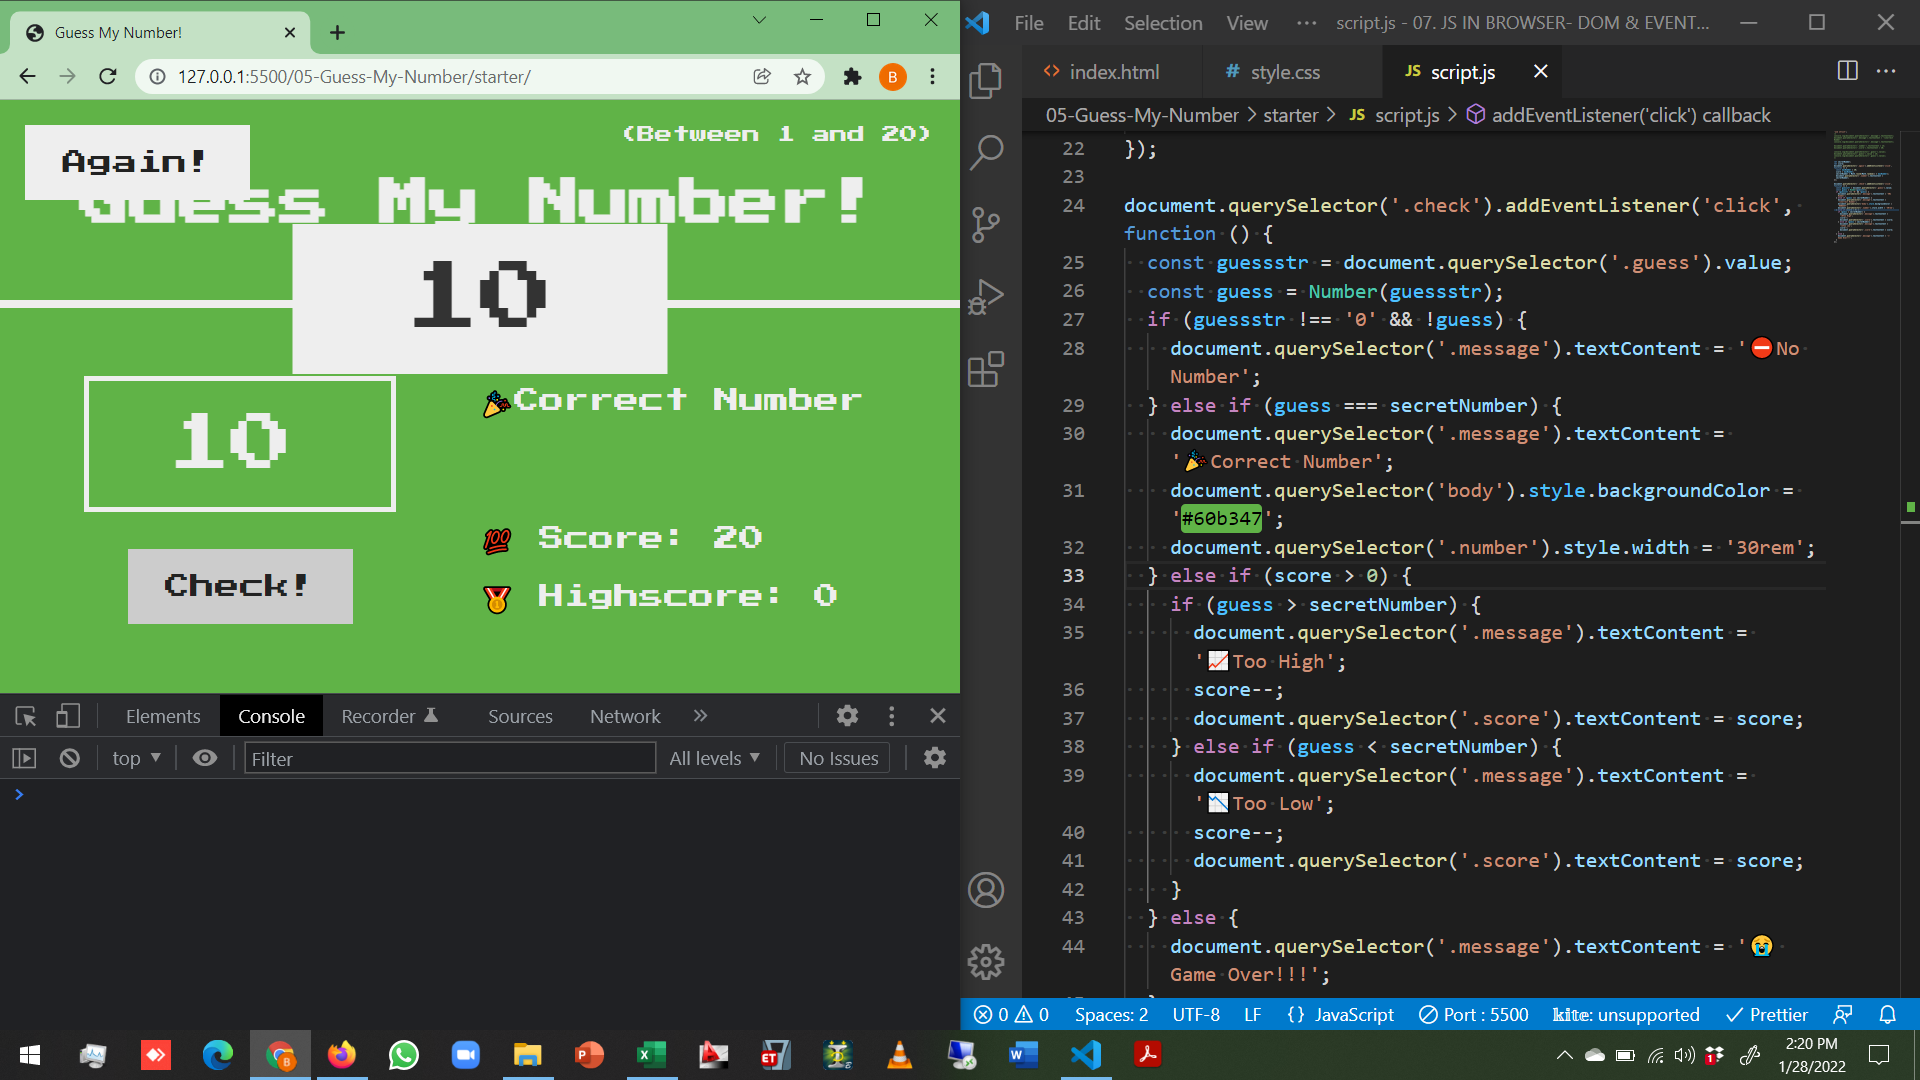 Guess My Number!
127.0.0.1:5500/05-Guess-My-Number/starter/
B
(Between 1 and 20)
Again!
Guess My Number!
10
10
🎉Correct Number
💯 Score: 20
Check!
🥇 Highscore: 0
Elements Console Recorder Sources Network »
top Filter All levels No Issues
>
File Edit Selection View ··· script.js - 07. JS IN BROWSER- DOM & EVENT...
index.html # style.css JS script.js
05-Guess-My-Number > starter > JS script.js > addEventListener('click') callback
22 });
23
24 document.querySelector('.check').addEventListener('click',
function () {
25 const guessstr = document.querySelector('.guess').value;
26 const guess = Number(guessstr);
27 if (guessstr !== '0' && !guess) {
28 document.querySelector('.message').textContent = '⛔No
Number';
29 } else if (guess === secretNumber) {
30 document.querySelector('.message').textContent =
'🎉Correct Number';
31 document.querySelector('body').style.backgroundColor =
'#60b347';
32 document.querySelector('.number').style.width = '30rem';
33 } else if (score > 0) {
34 if (guess > secretNumber) {
35 document.querySelector('.message').textContent =
'📈Too High';
36 score--;
37 document.querySelector('.score').textContent = score;
38 } else if (guess < secretNumber) {
39 document.querySelector('.message').textContent =
'📉Too Low';
40 score--;
41 document.querySelector('.score').textContent = score;
42 }
43 } else {
44 document.querySelector('.message').textContent = '😭
Game Over!!!';
0 0 Spaces: 2 UTF-8 LF {} JavaScript Port : 5500 kite: unsupported Prettier
2:20 PM
1/28/2022